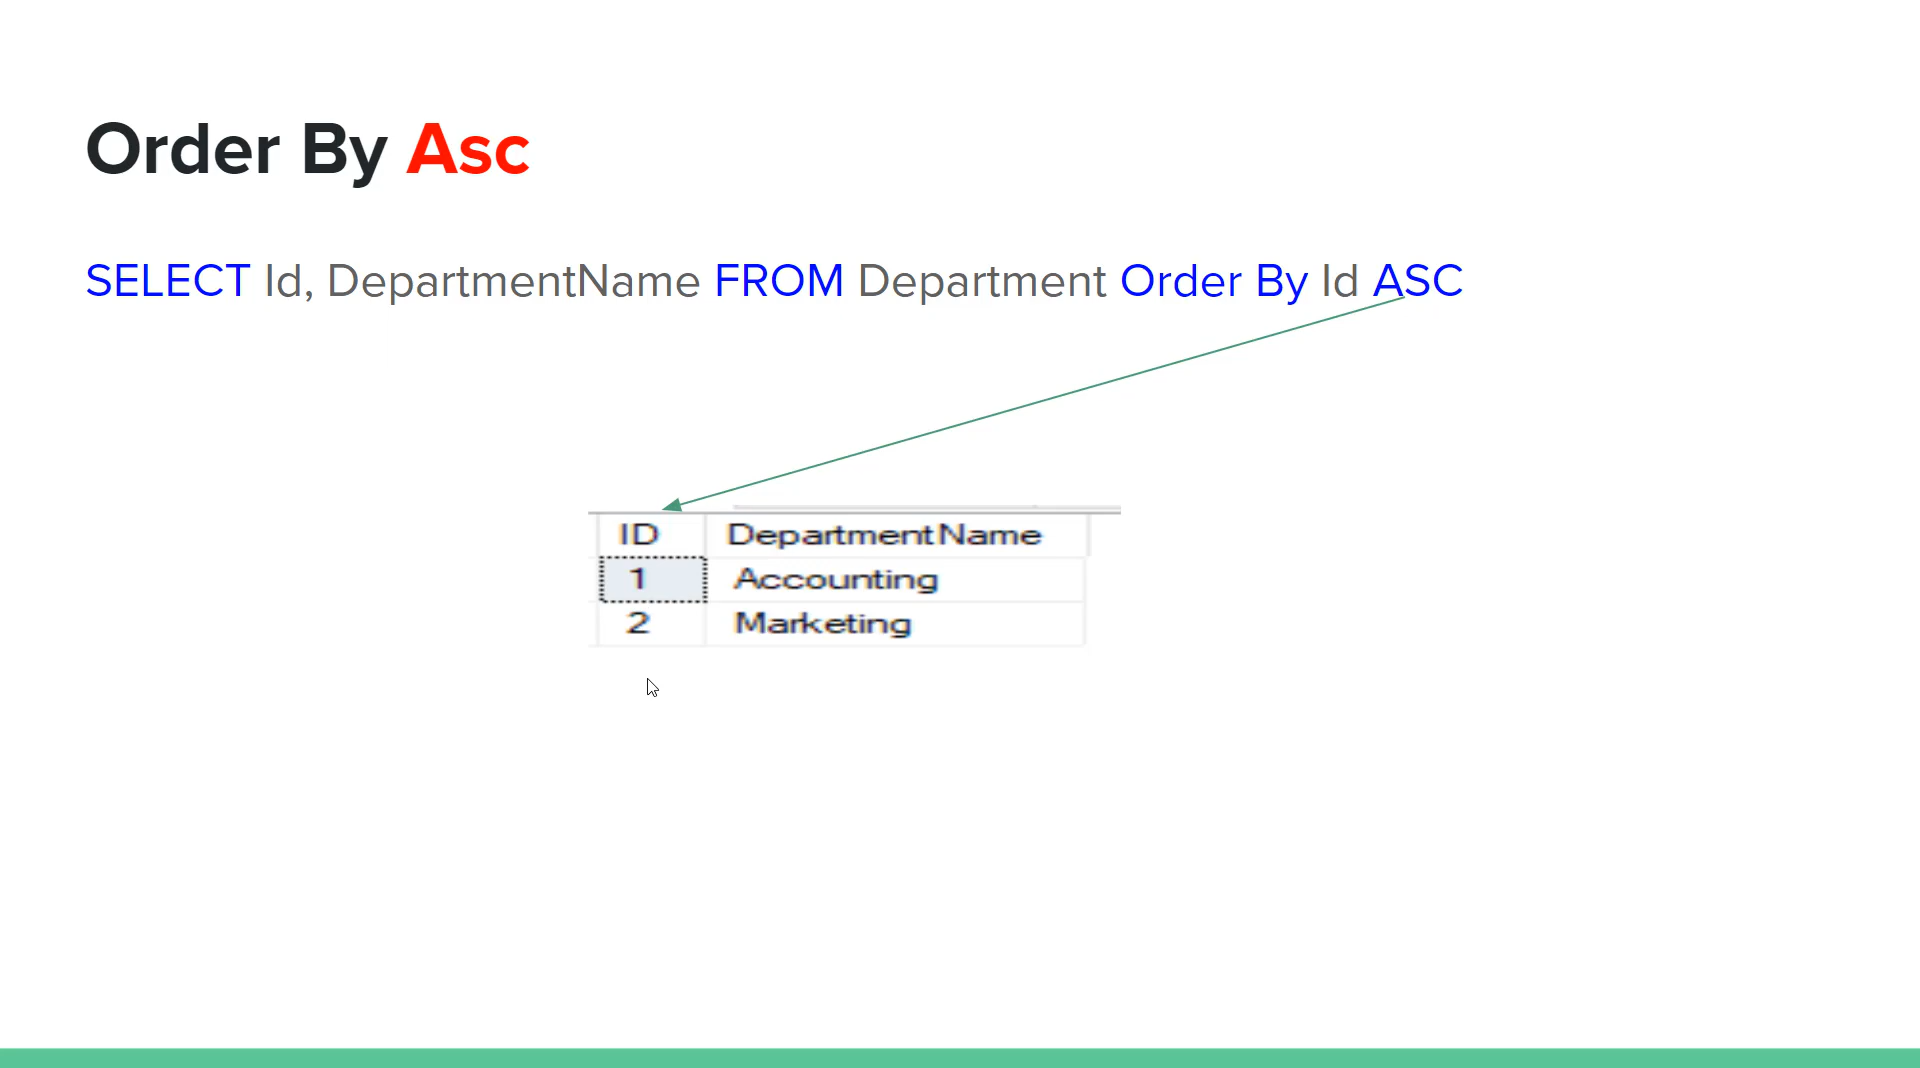 Order By Asc
SELECT Id, DepartmentName FROM Department Order By Id ASC
ID DepartmentName
1 Accounting
2 Marketing